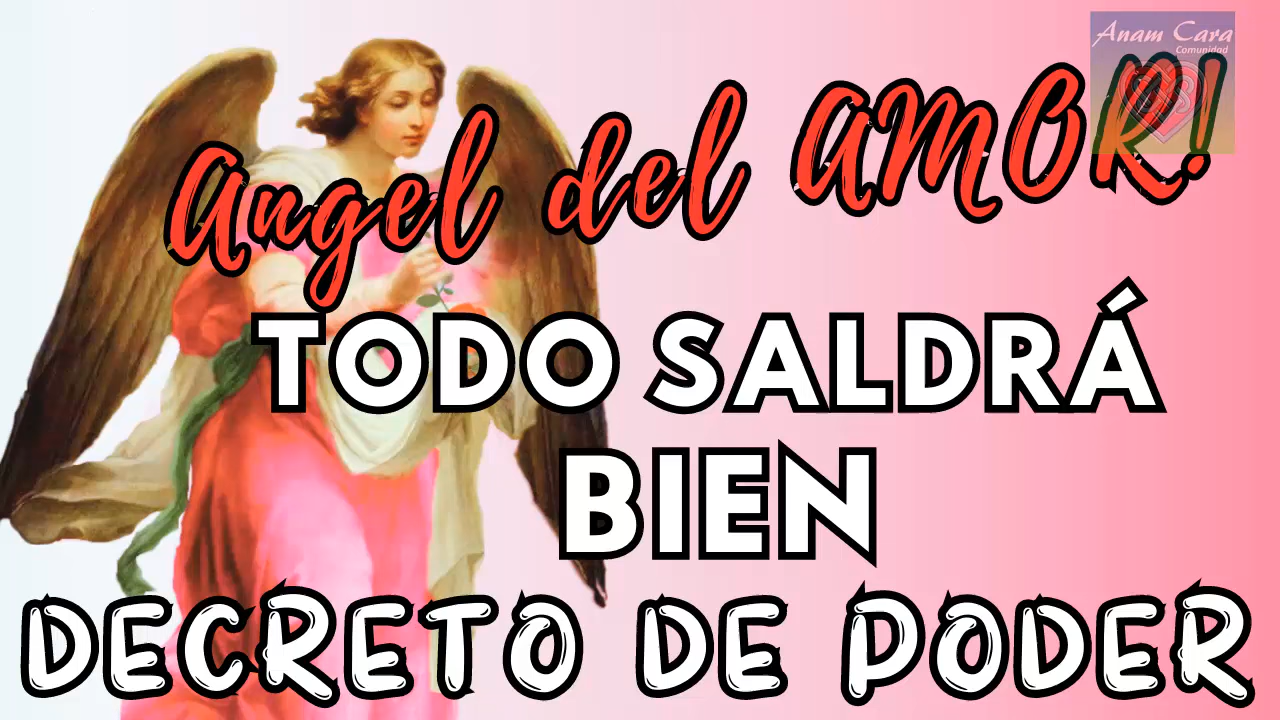 Anam Cara
Comunidad
Angel del AMOR!
TODO SALDRÁ
BIEN
DECRETO DE PODER